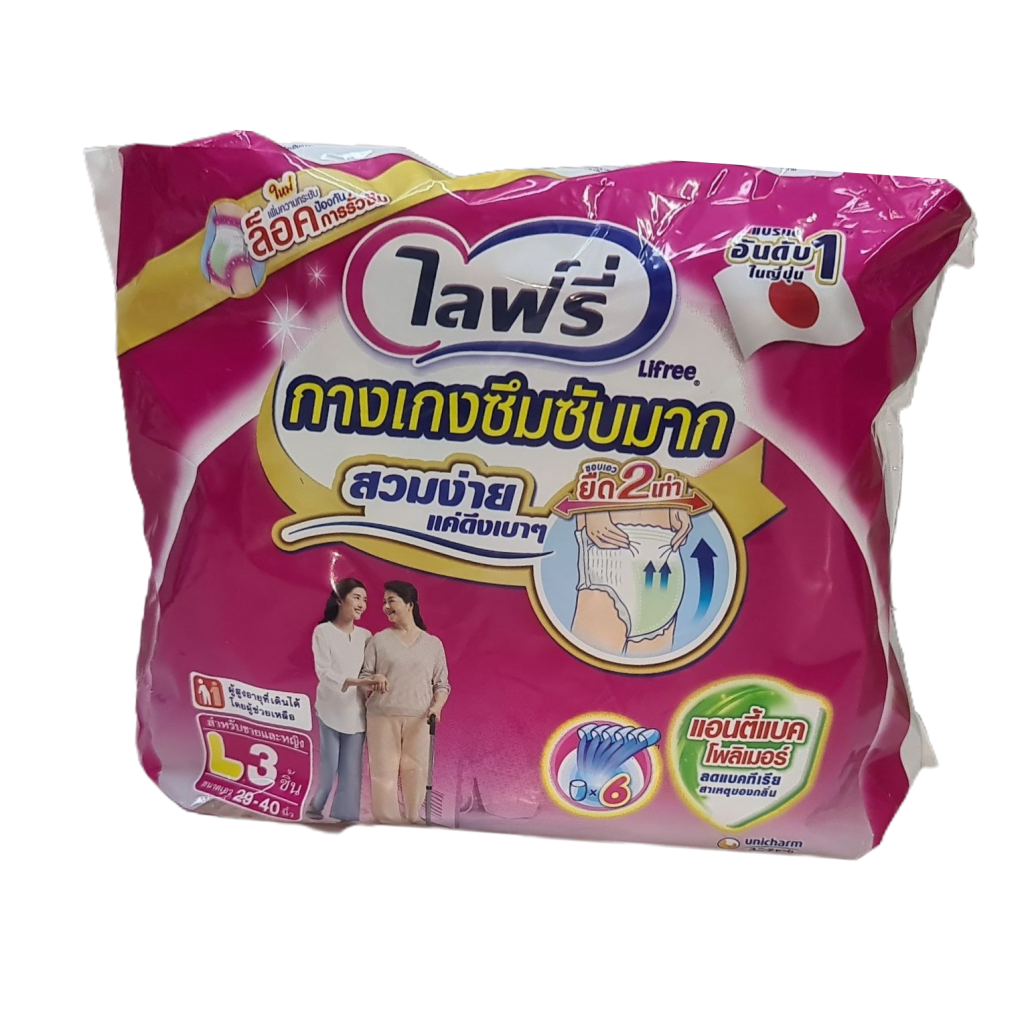 ใหม่
เพิ่มความกระชับ
ล็อค
ป้องกัน
การรั่วซึม
แบรนด์
อันดับ 1
ในญี่ปุ่น
ไลฟ์รี่
Lifree
กางเกงซึมซับมาก
สวมง่าย
แค่ดึงเบาๆ
ขอบเอว
ยืด 2 เท่า
ผู้สูงอายุที่เดินได้
โดยผู้ช่วยเหลือ
สำหรับชายและหญิง
L 3 ชิ้น
ขนาดเอว 29-40 นิ้ว
x 6
แอนตี้แบค
โพลิเมอร์
ลดแบคทีเรีย
สาเหตุของกลิ่น
unicharm